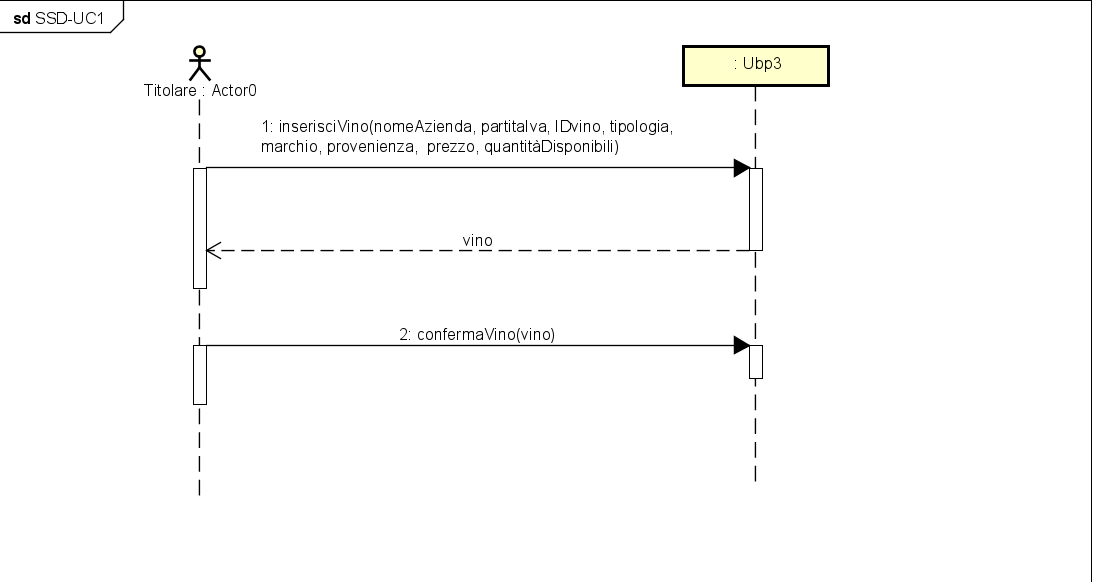 sd SSD-UC1
Titolare : Actor0
: Ubp3
1: inserisciVino(nomeAzienda, partitaIva, IDvino, tipologia,
marchio, provenienza, prezzo, quantitàDisponibili)
vino
2: confermaVino(vino)